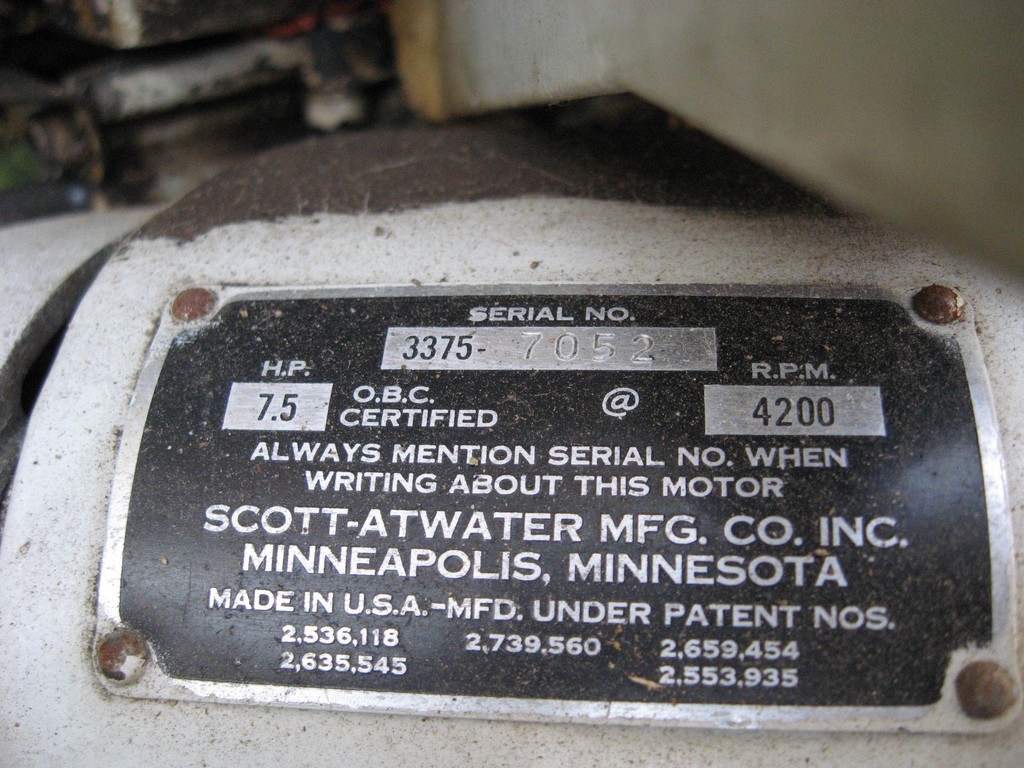 SERIAL NO.
3375- 7052
H.P. R.P.M.
7.5 O.B.C. CERTIFIED @ 4200
ALWAYS MENTION SERIAL NO. WHEN
WRITING ABOUT THIS MOTOR
SCOTT-ATWATER MFG. CO. INC.
MINNEAPOLIS, MINNESOTA
MADE IN U.S.A.-MFD. UNDER PATENT NOS.
2,536,118 2,739,560 2,659,454
2,635,545 2,553,935